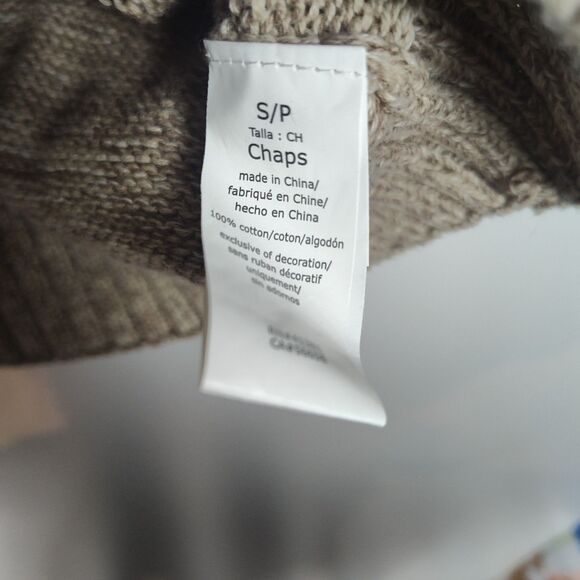 S/P
Talla : CH
Chaps
made in China/
fabriqué en Chine/
hecho en China
100% cotton/coton/algodón
exclusive of decoration/
sans ruban décoratif
uniquement/
sin adornos